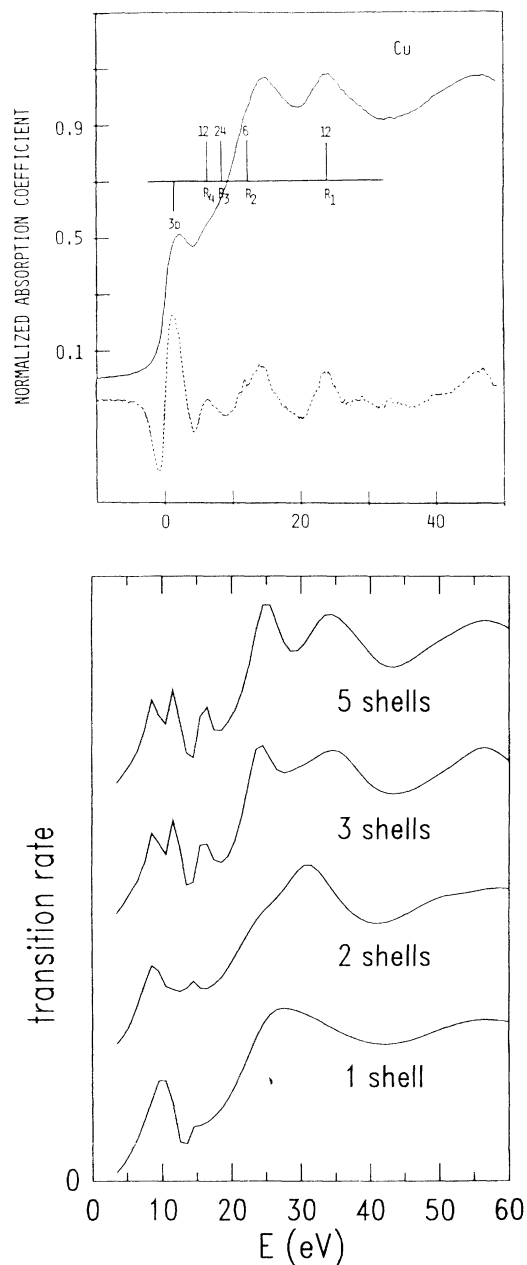 Cu
NORMALIZED ABSORPTION COEFFICIENT
0.9
0.5
0.1
12 24 6 12
R4 R3 R2 R1
3D
0 20 40
5 shells
3 shells
2 shells
1 shell
transition rate
0
0 10 20 30 40 50 60
E (eV)